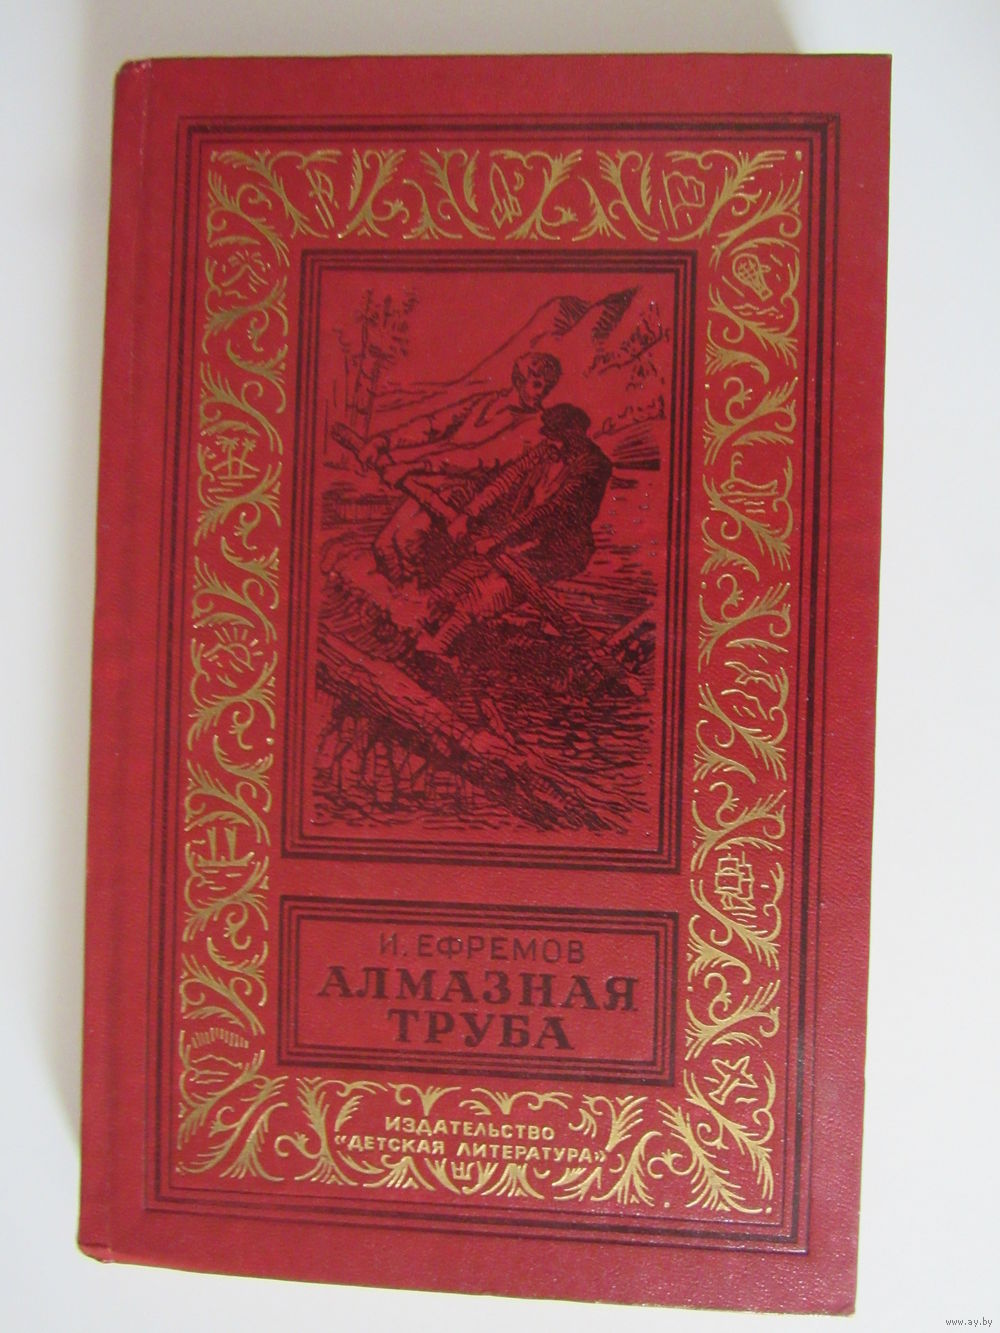 И. ЕФРЕМОВ
АЛМАЗНАЯ
ТРУБА
ИЗДАТЕЛЬСТВО
«ДЕТСКАЯ ЛИТЕРАТУРА»
www.ay.by